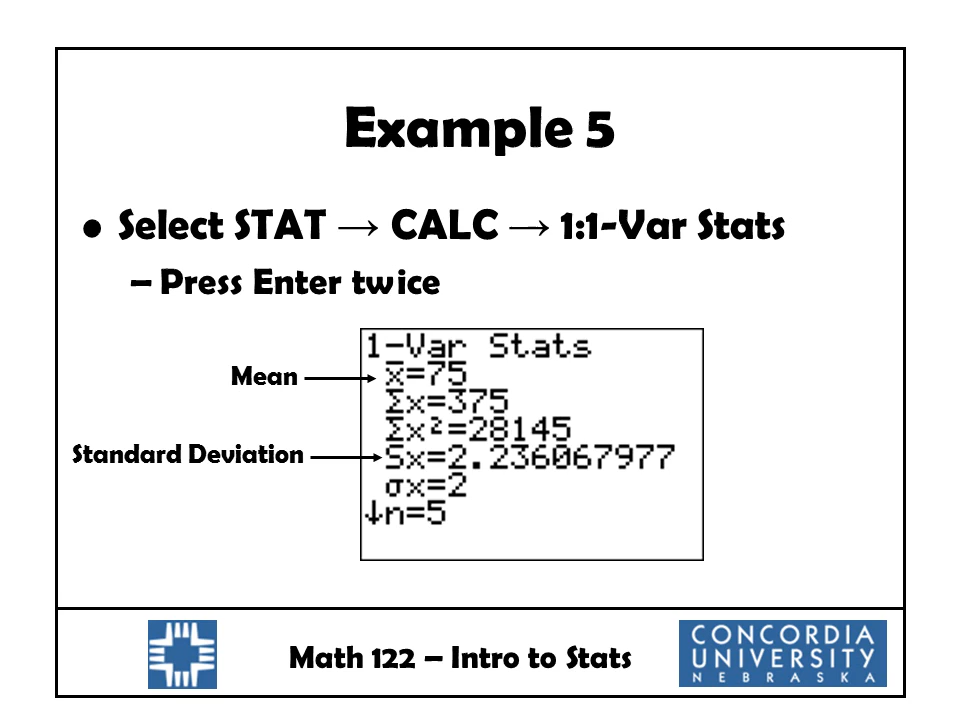 Example 5
• Select STAT → CALC → 1:1-Var Stats
– Press Enter twice
1-Var Stats
Mean
x̄=75
Σx=375
Σx²=28145
Standard Deviation
Sx=2.236067977
σx=2
↓n=5
Math 122 – Intro to Stats
CONCORDIA
UNIVERSITY
NEBRASKA